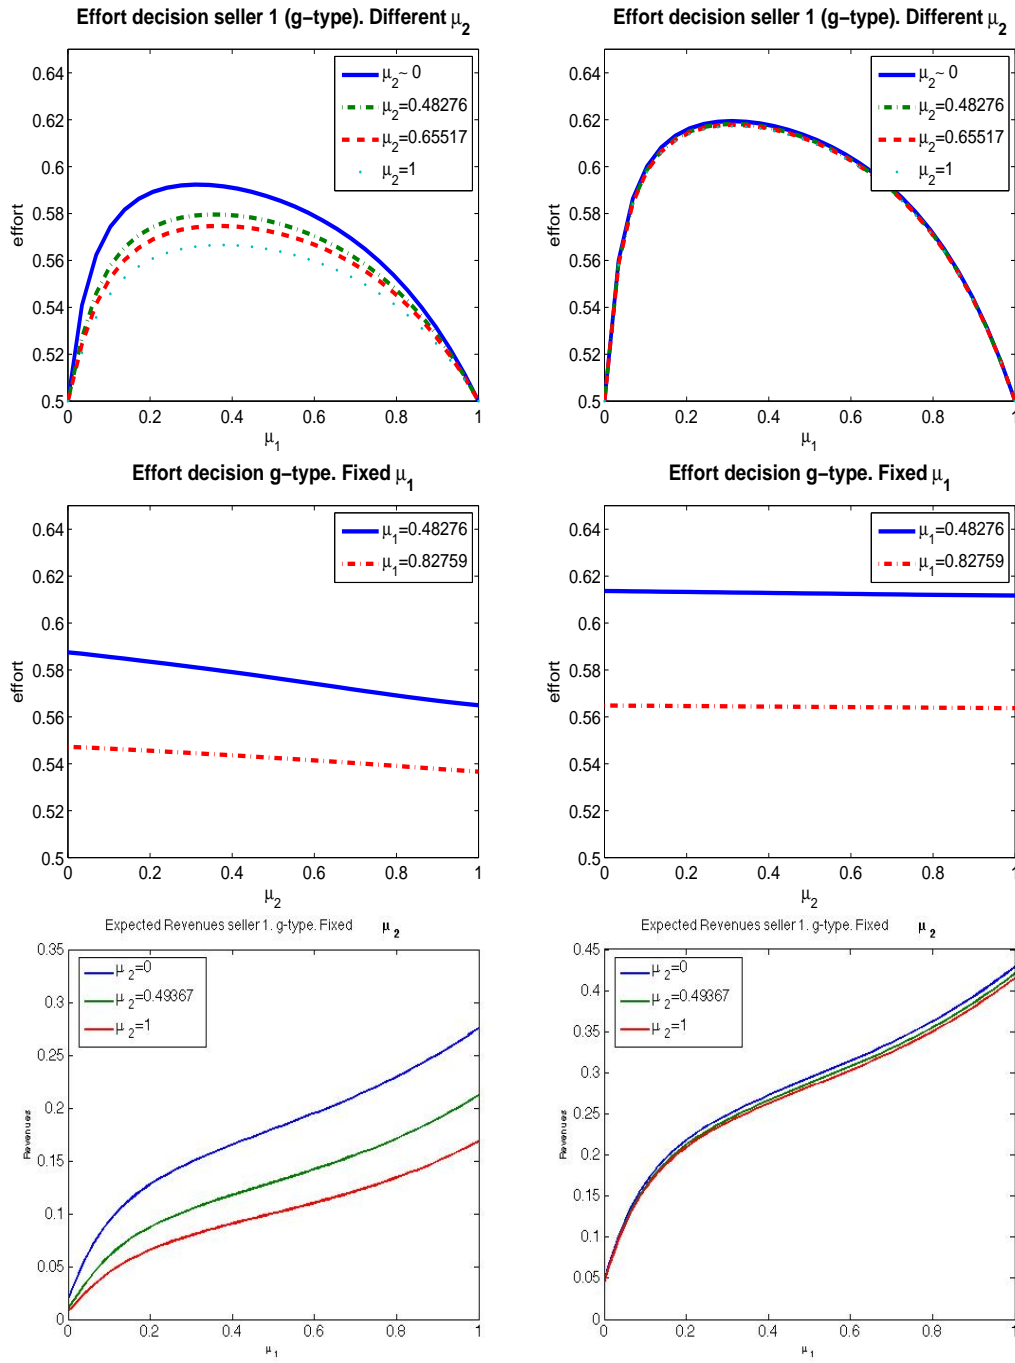 Effort decision seller 1 (g−type). Different μ2
0.64
0.62
0.6
0.58
0.56
0.54
0.52
0.5
effort
μ2~ 0
μ2=0.48276
μ2=0.65517
μ2=1
0 0.2 0.4 0.6 0.8 1
μ1
Effort decision seller 1 (g−type). Different μ2
0.64
0.62
0.6
0.58
0.56
0.54
0.52
0.5
effort
μ2~ 0
μ2=0.48276
μ2=0.65517
μ2=1
0 0.2 0.4 0.6 0.8 1
μ1
Effort decision g−type. Fixed μ1
0.64
0.62
0.6
0.58
0.56
0.54
0.52
0.5
effort
μ1=0.48276
μ1=0.82759
0 0.2 0.4 0.6 0.8 1
μ2
Effort decision g−type. Fixed μ1
0.64
0.62
0.6
0.58
0.56
0.54
0.52
0.5
effort
μ1=0.48276
μ1=0.82759
0 0.2 0.4 0.6 0.8 1
μ2
Expected Revenues seller 1. g-type. Fixed μ2
0.35
0.3
0.25
0.2
0.15
0.1
0.05
0
Revenues
μ2=0
μ2=0.49367
μ2=1
0 0.2 0.4 0.6 0.8 1
μ1
Expected Revenues seller 1. g-type. Fixed μ2
0.45
0.4
0.35
0.3
0.25
0.2
0.15
0.1
0.05
0
Revenues
μ2=0
μ2=0.49367
μ2=1
0 0.2 0.4 0.6 0.8 1
μ1